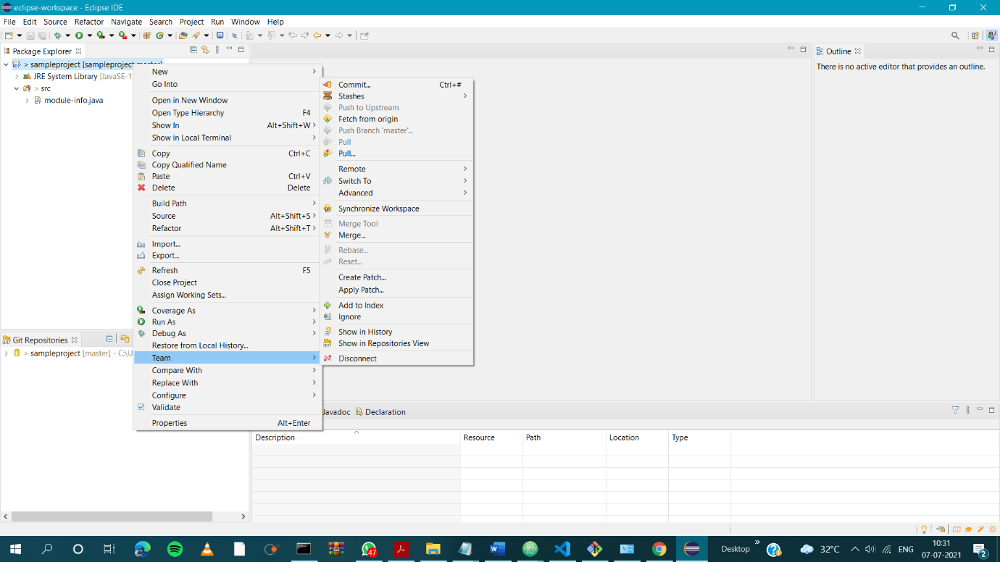 eclipse-workspace - Eclipse IDE
File Edit Source Refactor Navigate Search Project Run Window Help
Package Explorer
> sampleproject [sampleproject master]
JRE System Library [JavaSE-1
> src
module-info.java
New
Go Into
Open in New Window
Open Type Hierarchy F4
Show In Alt+Shift+W
Show in Local Terminal
Copy Ctrl+C
Copy Qualified Name
Paste Ctrl+V
Delete Delete
Build Path
Source Alt+Shift+S
Refactor Alt+Shift+T
Import...
Export...
Refresh F5
Close Project
Assign Working Sets...
Coverage As
Run As
Debug As
Restore from Local History...
Team
Compare With
Replace With
Configure
Validate
Properties Alt+Enter
Commit... Ctrl+#
Stashes
Push to Upstream
Fetch from origin
Push Branch 'master'...
Pull
Pull...
Remote
Switch To
Advanced
Synchronize Workspace
Merge Tool
Merge...
Rebase...
Reset...
Create Patch...
Apply Patch...
Add to Index
Ignore
Show in History
Show in Repositories View
Disconnect
Outline
There is no active editor that provides an outline.
Git Repositories
> sampleproject [master] - C:\U
Javadoc Declaration
Description Resource Path Location Type
47
Desktop
32°C
ENG
10:31
07-07-2021
2